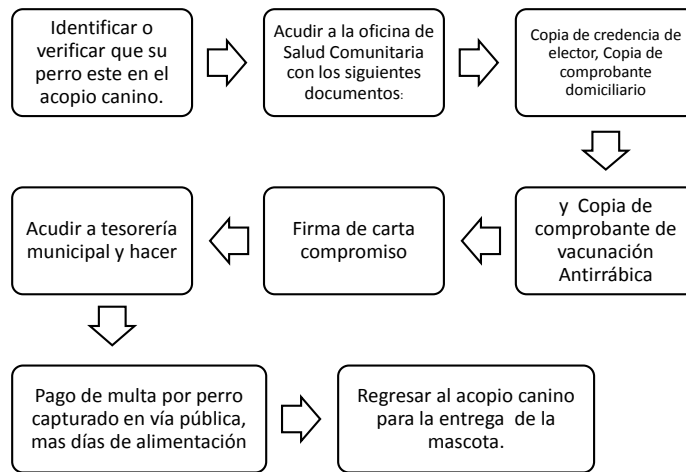 Identificar o
verificar que su
perro este en el
acopio canino.
Acudir a la oficina de
Salud Comunitaria
con los siguientes
documentos:
Copia de credencia de
elector, Copia de
comprobante
domiciliario
y Copia de
comprobante de
vacunación
Antirrábica
Firma de carta
compromiso
Acudir a tesorería
municipal y hacer
Pago de multa por perro
capturado en vía pública,
mas días de alimentación
Regresar al acopio canino
para la entrega de la
mascota.